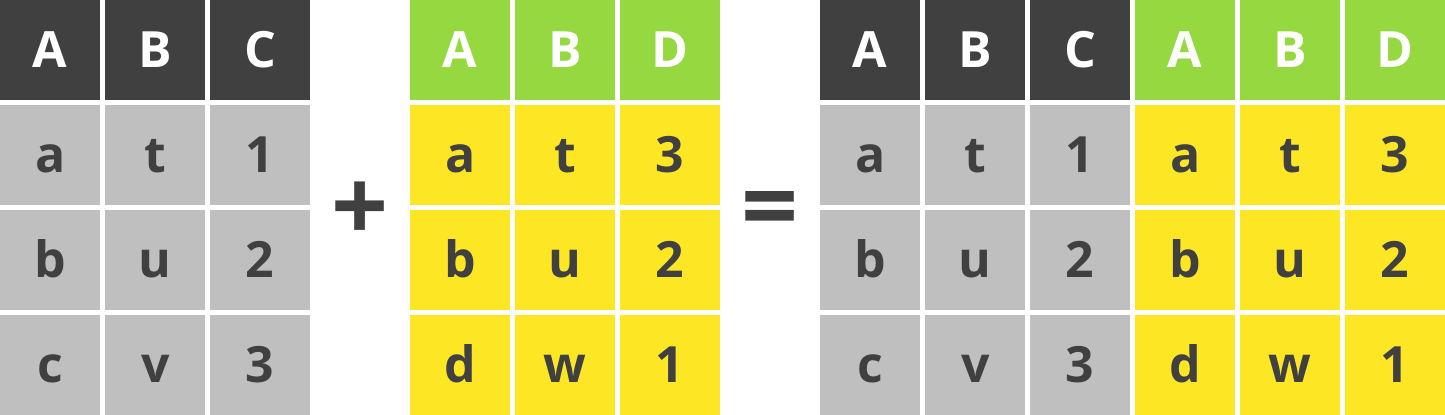 A B C A B D A B C A B D
a t 1 a t 3 a t 1 a t 3
+ =
b u 2 b u 2 b u 2 b u 2
c v 3 d w 1 c v 3 d w 1